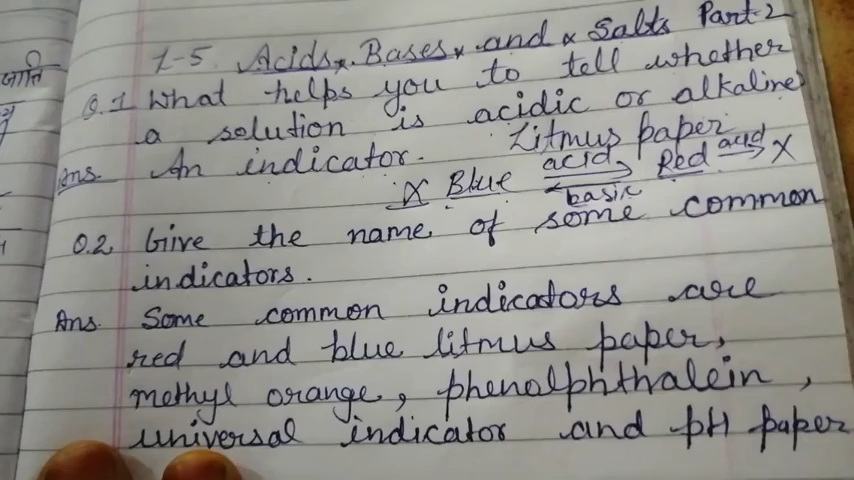 जाति
L-5. Acids, Bases, and Salts Part-2
Q.1 What helps you to tell whether
a solution is acidic or alkaline
Ans. An indicator.
Litmus paper
X Blue acid Red acid X
basic
Q.2 Give the name of some common
indicators.
Ans. Some common indicators are
red and blue litmus paper,
methyl orange, phenalphthalein,
universal indicator and pH paper